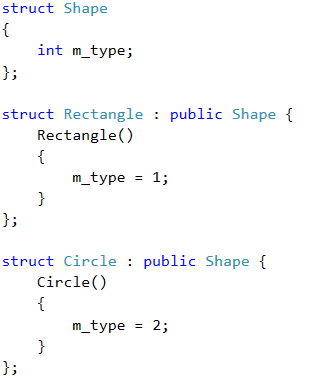 struct Shape
{
    int m_type;
};

struct Rectangle : public Shape {
    Rectangle()
    {
        m_type = 1;
    }
};

struct Circle : public Shape {
    Circle()
    {
        m_type = 2;
    }
};